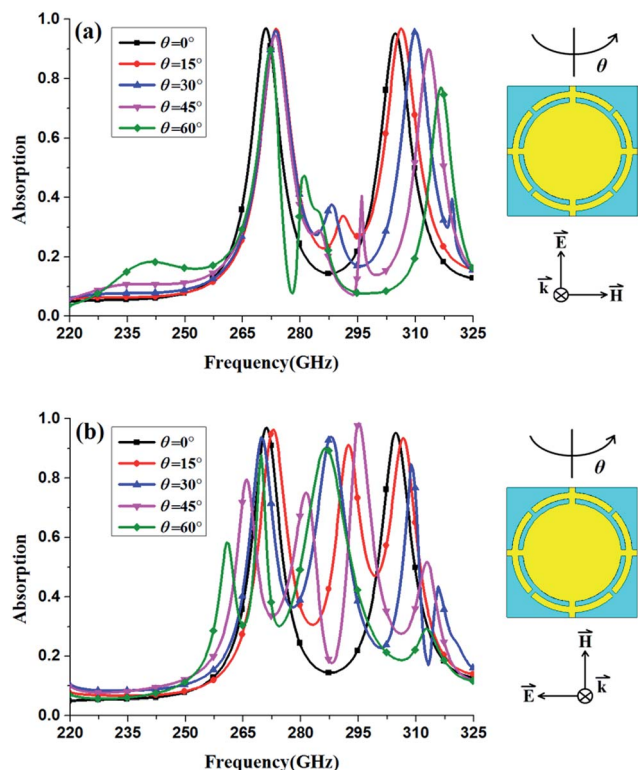 (a)
Absorption
1.0
0.8
0.6
0.4
0.2
0.0
θ=0°
θ=15°
θ=30°
θ=45°
θ=60°
220 235 250 265 280 295 310 325
Frequency(GHz)
θ
E
k
H
(b)
Absorption
1.0
0.8
0.6
0.4
0.2
0.0
θ=0°
θ=15°
θ=30°
θ=45°
θ=60°
220 235 250 265 280 295 310 325
Frequency(GHz)
θ
H
E
k